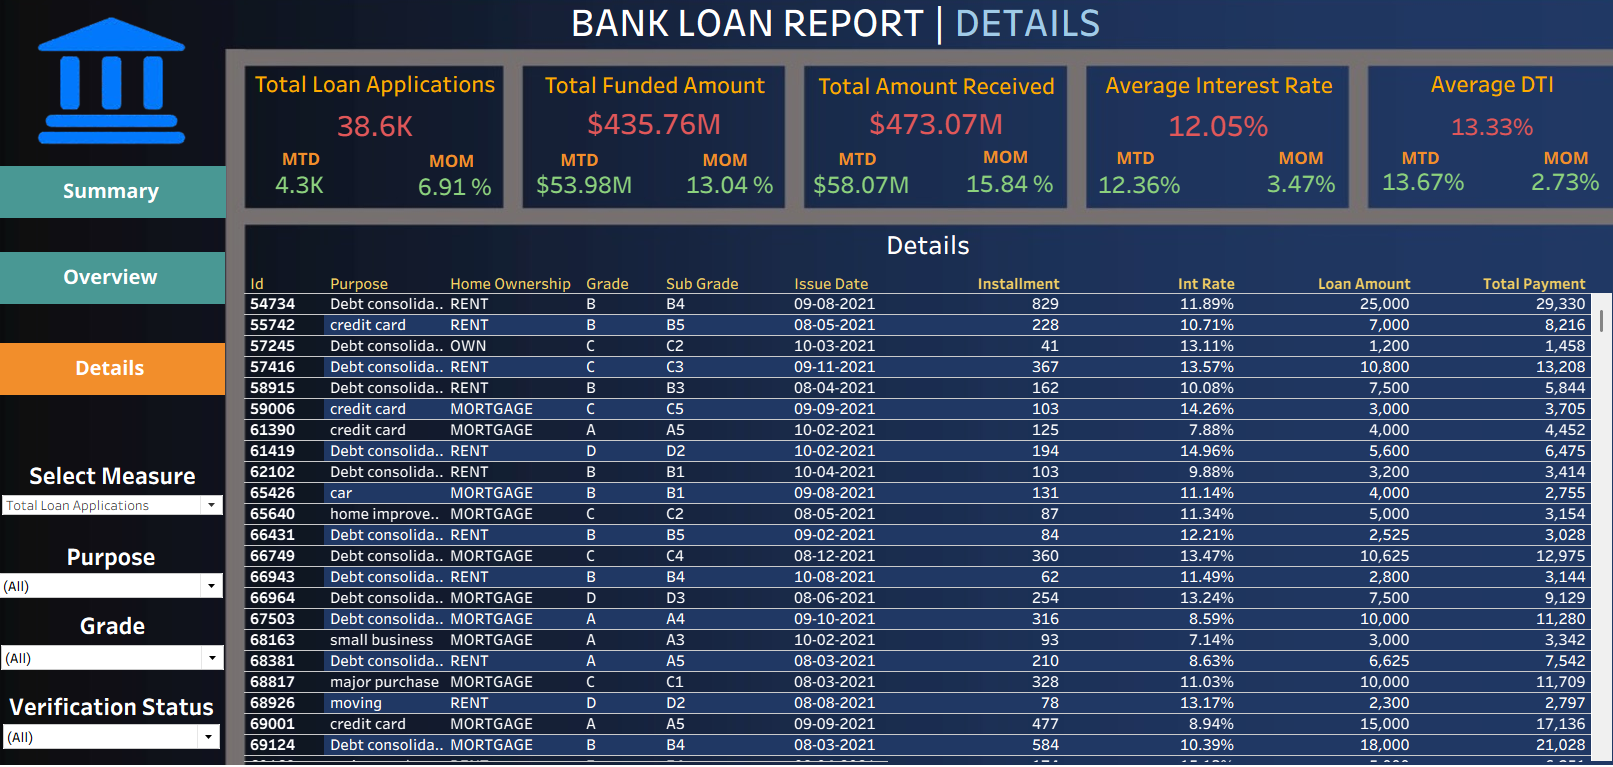 BANK LOAN REPORT | DETAILS
Total Loan Applications
38.6K
MTD MOM
4.3K 6.91 %
Total Funded Amount
$435.76M
MTD MOM
$53.98M 13.04 %
Total Amount Received
$473.07M
MTD MOM
$58.07M 15.84 %
Average Interest Rate
12.05%
MTD MOM
12.36% 3.47%
Average DTI
13.33%
MTD MOM
13.67% 2.73%
Summary
Overview
Details
Select Measure
Total Loan Applications
Purpose
(All)
Grade
(All)
Verification Status
(All)
Details
Id Purpose Home Ownership Grade Sub Grade Issue Date Installment Int Rate Loan Amount Total Payment
54734 Debt consolida.. RENT B B4 09-08-2021 829 11.89% 25,000 29,330
55742 credit card RENT B B5 08-05-2021 228 10.71% 7,000 8,216
57245 Debt consolida.. OWN C C2 10-03-2021 41 13.11% 1,200 1,458
57416 Debt consolida.. RENT C C3 09-11-2021 367 13.57% 10,800 13,208
58915 Debt consolida.. RENT B B3 08-04-2021 162 10.08% 7,500 5,844
59006 credit card MORTGAGE C C5 09-09-2021 103 14.26% 3,000 3,705
61390 credit card MORTGAGE A A5 10-02-2021 125 7.88% 4,000 4,452
61419 Debt consolida.. RENT D D2 10-02-2021 194 14.96% 5,600 6,475
62102 Debt consolida.. RENT B B1 10-04-2021 103 9.88% 3,200 3,414
65426 car MORTGAGE B B1 09-08-2021 131 11.14% 4,000 2,755
65640 home improve.. MORTGAGE C C2 08-05-2021 87 11.34% 5,000 3,154
66431 Debt consolida.. RENT B B5 09-02-2021 84 12.21% 2,525 3,028
66749 Debt consolida.. MORTGAGE C C4 08-12-2021 360 13.47% 10,625 12,975
66943 Debt consolida.. RENT B B4 10-08-2021 62 11.49% 2,800 3,144
66964 Debt consolida.. MORTGAGE D D3 08-06-2021 254 13.24% 7,500 9,129
67503 Debt consolida.. MORTGAGE A A4 09-10-2021 316 8.59% 10,000 11,280
68163 small business MORTGAGE A A3 10-02-2021 93 7.14% 3,000 3,342
68381 Debt consolida.. RENT A A5 08-03-2021 210 8.63% 6,625 7,542
68817 major purchase MORTGAGE C C1 08-03-2021 328 11.03% 10,000 11,709
68926 moving RENT D D2 08-08-2021 78 13.17% 2,300 2,797
69001 credit card MORTGAGE A A5 09-09-2021 477 8.94% 15,000 17,136
69124 Debt consolida.. MORTGAGE B B4 08-03-2021 584 10.39% 18,000 21,028